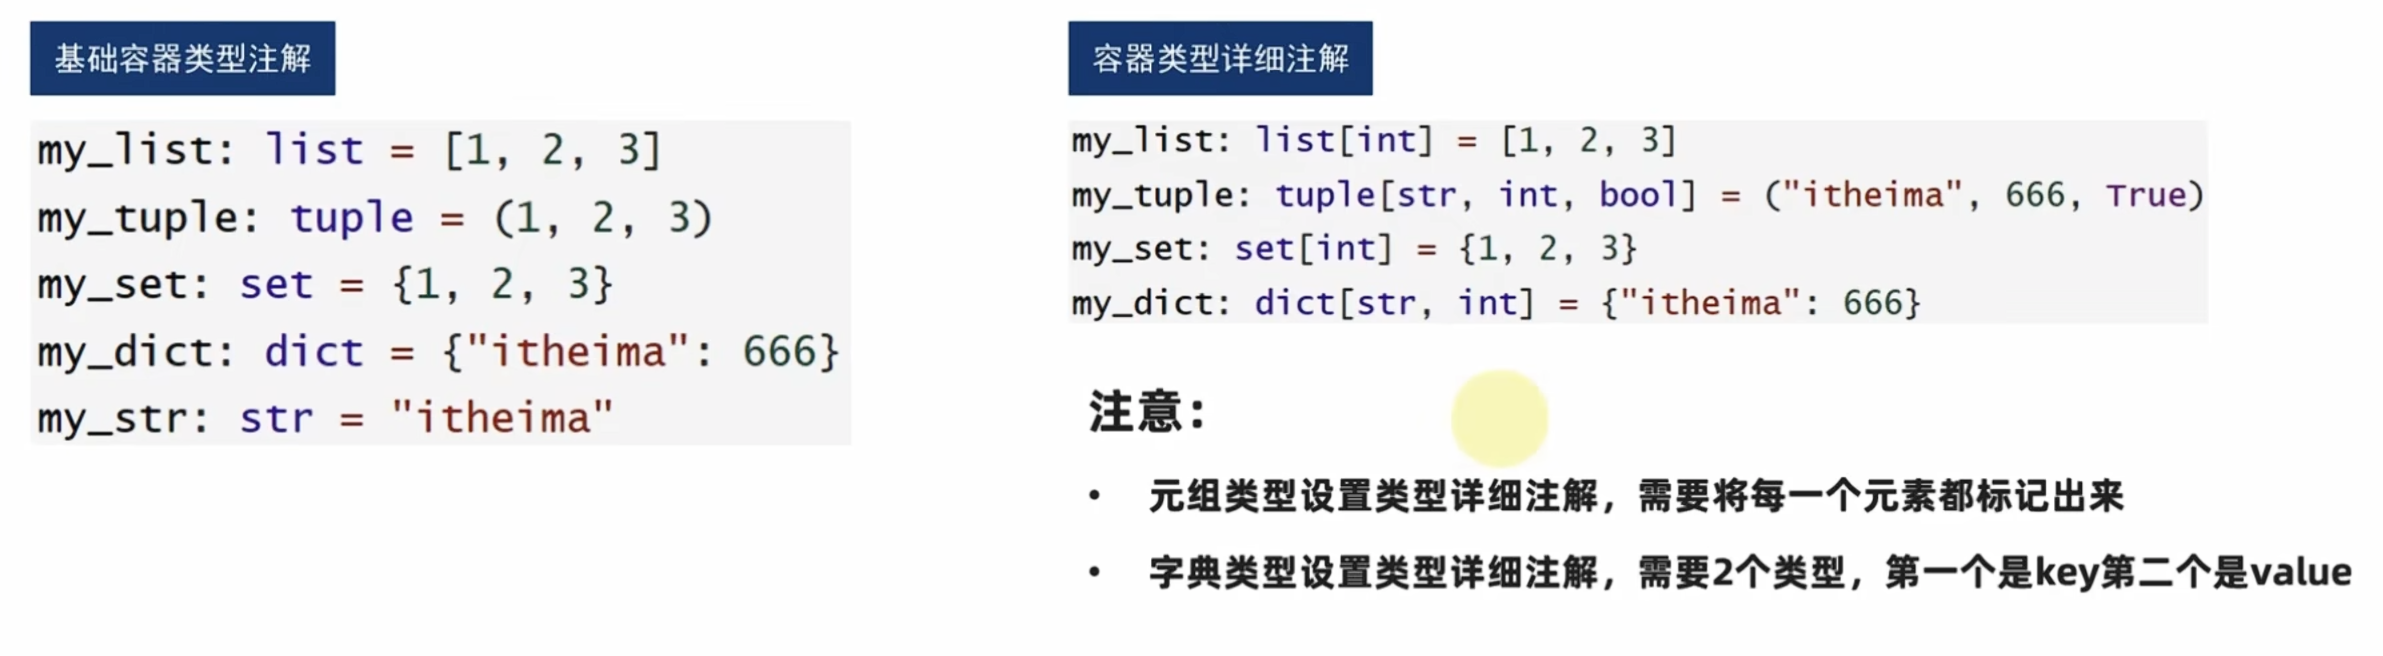 基础容器类型注解
my_list: list = [1, 2, 3]
my_tuple: tuple = (1, 2, 3)
my_set: set = {1, 2, 3}
my_dict: dict = {"itheima": 666}
my_str: str = "itheima"
容器类型详细注解
my_list: list[int] = [1, 2, 3]
my_tuple: tuple[str, int, bool] = ("itheima", 666, True)
my_set: set[int] = {1, 2, 3}
my_dict: dict[str, int] = {"itheima": 666}
注意：
• 元组类型设置类型详细注解，需要将每一个元素都标记出来
• 字典类型设置类型详细注解，需要2个类型，第一个是key第二个是value